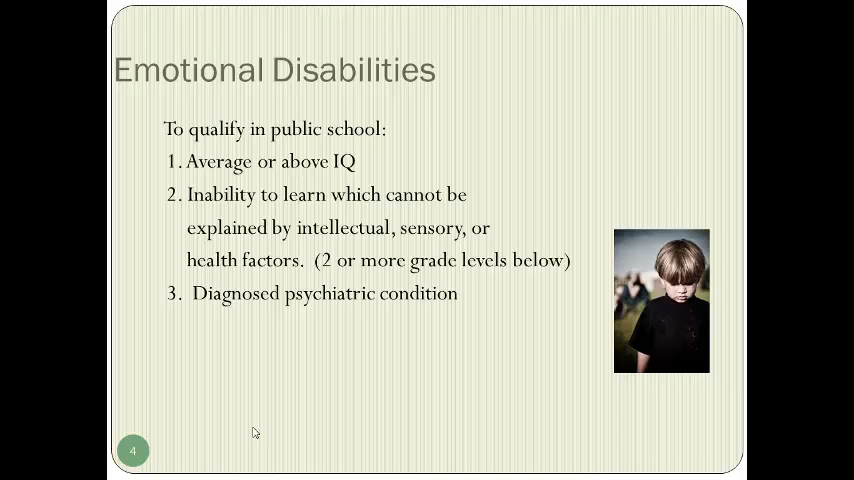 Emotional Disabilities
To qualify in public school:
1. Average or above IQ
2. Inability to learn which cannot be
explained by intellectual, sensory, or
health factors.  (2 or more grade levels below)
3.  Diagnosed psychiatric condition
4